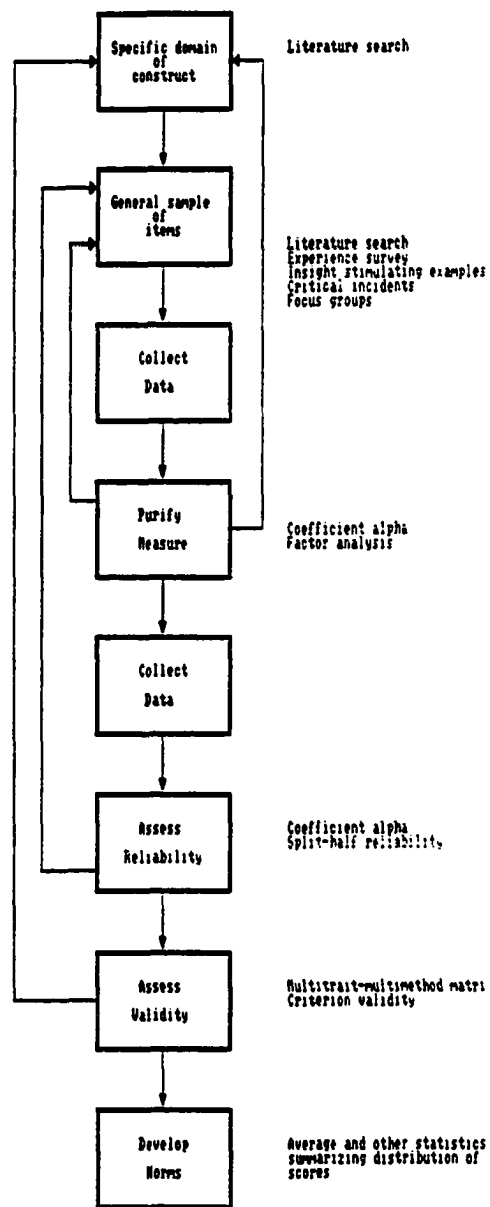 Specific domain
of
construct
Literature search
General sample
of
items
Literature search
Experience survey
Insight stimulating examples
Critical incidents
Focus groups
Collect
Data
Purify
Measure
Coefficient alpha
Factor analysis
Collect
Data
Assess
Reliability
Coefficient alpha
Split-half reliability
Assess
Validity
Multitrait-multimethod matri
Criterion validity
Develop
Norms
Average and other statistics
summarizing distribution of
scores